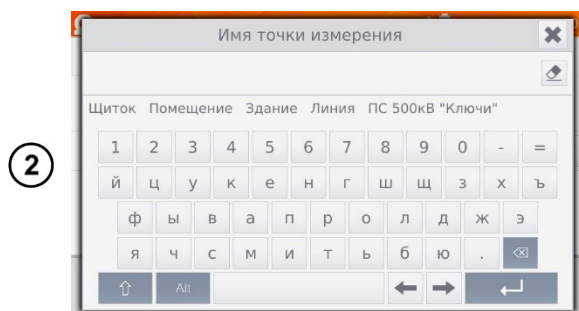 Имя точки измерения
Щиток Помещение Здание Линия ПС 500кВ "Ключи"
1 2 3 4 5 6 7 8 9 0 - =
2
й ц у к е н г ш щ з х ъ
ф ы в а п р о л д ж э
я ч с м и т ь б ю .
Alt